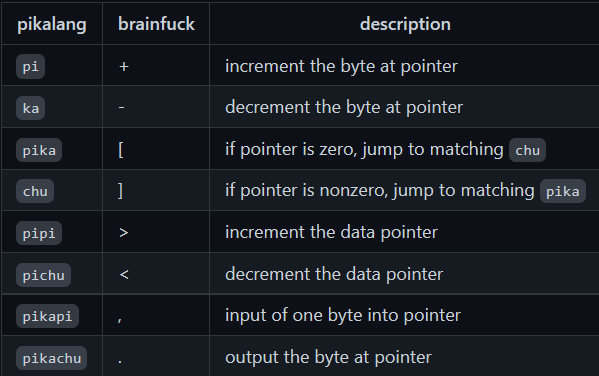 pikalang brainfuck description
pi + increment the byte at pointer
ka - decrement the byte at pointer
pika [ if pointer is zero, jump to matching chu
chu ] if pointer is nonzero, jump to matching pika
pipi > increment the data pointer
pichu < decrement the data pointer
pikapi , input of one byte into pointer
pikachu . output the byte at pointer